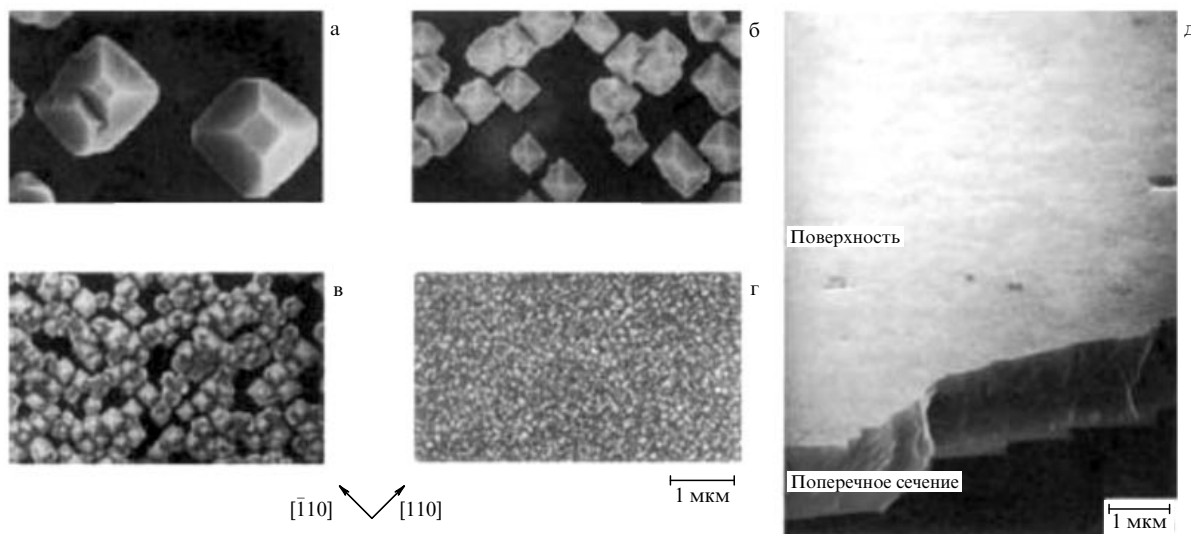 а
б
д
Поверхность
в
г
[1̄10] [110]
1 мкм
Поперечное сечение
1 мкм